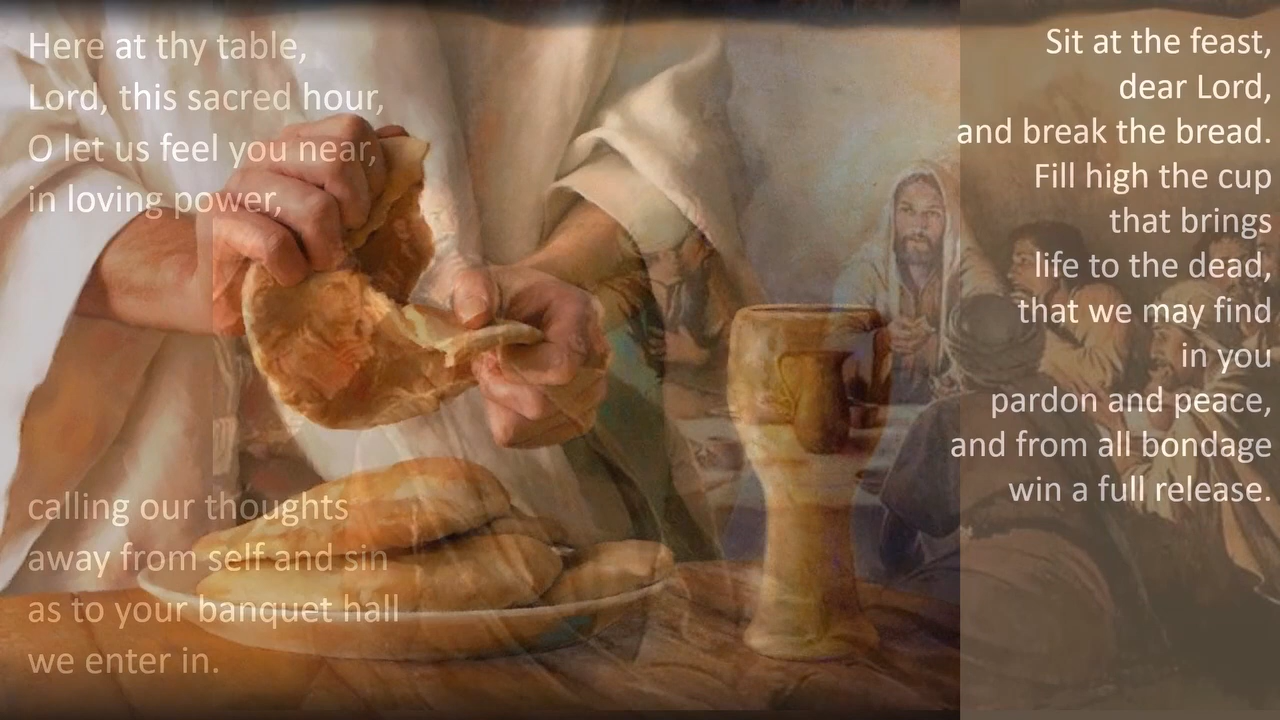 Here at thy table,
Lord, this sacred hour,
O let us feel you near,
in loving power,
calling our thoughts
away from self and sin
as to your banquet hall
we enter in.
Sit at the feast,
dear Lord,
and break the bread.
Fill high the cup
that brings
life to the dead,
that we may find
in you
pardon and peace,
and from all bondage
win a full release.